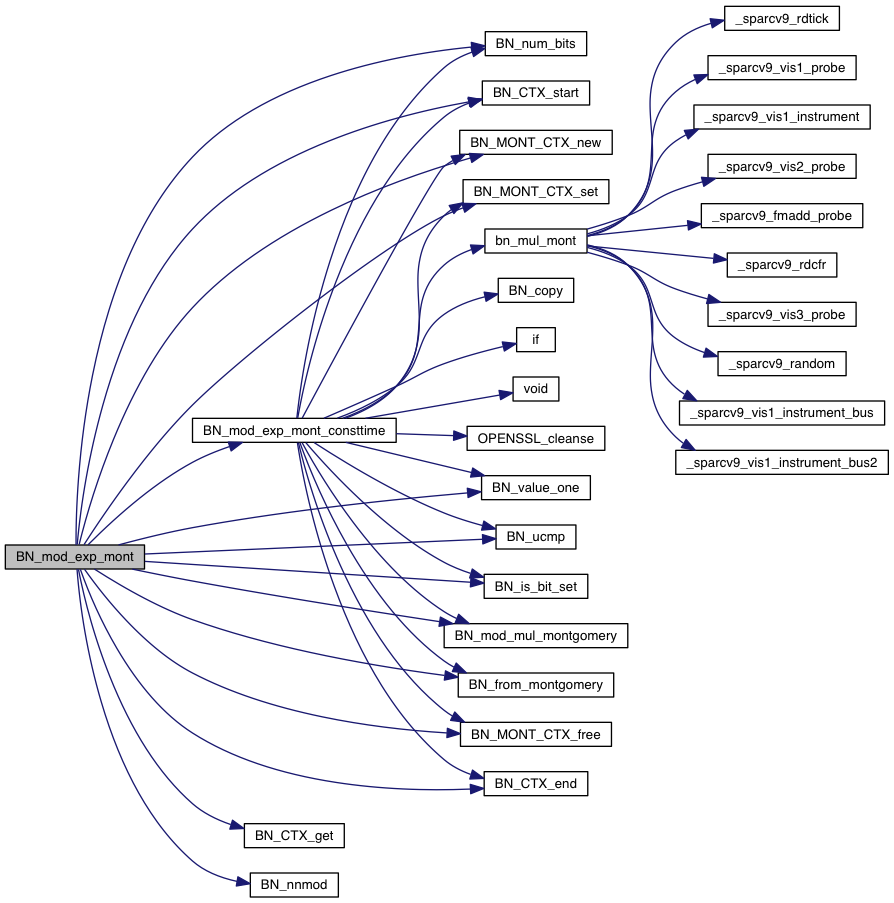 BN_mod_exp_mont
BN_mod_exp_mont_consttime
BN_CTX_get
BN_nnmod
BN_num_bits
BN_CTX_start
BN_MONT_CTX_new
BN_MONT_CTX_set
bn_mul_mont
BN_copy
if
void
OPENSSL_cleanse
BN_value_one
BN_ucmp
BN_is_bit_set
BN_mod_mul_montgomery
BN_from_montgomery
BN_MONT_CTX_free
BN_CTX_end
_sparcv9_rdtick
_sparcv9_vis1_probe
_sparcv9_vis1_instrument
_sparcv9_vis2_probe
_sparcv9_fmadd_probe
_sparcv9_rdcfr
_sparcv9_vis3_probe
_sparcv9_random
_sparcv9_vis1_instrument_bus
_sparcv9_vis1_instrument_bus2